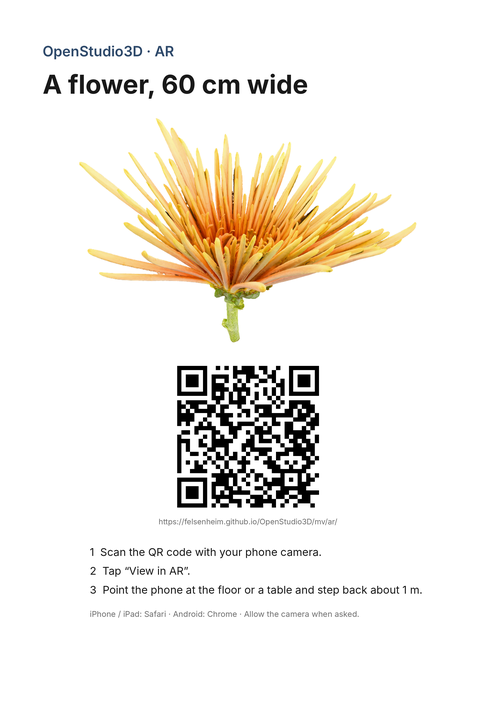 OpenStudio3D · AR
A flower, 60 cm wide
https://felsenheim.github.io/OpenStudio3D/mv/ar/
1 Scan the QR code with your phone camera.
2 Tap “View in AR”.
3 Point the phone at the floor or a table and step back about 1 m.
iPhone / iPad: Safari · Android: Chrome · Allow the camera when asked.